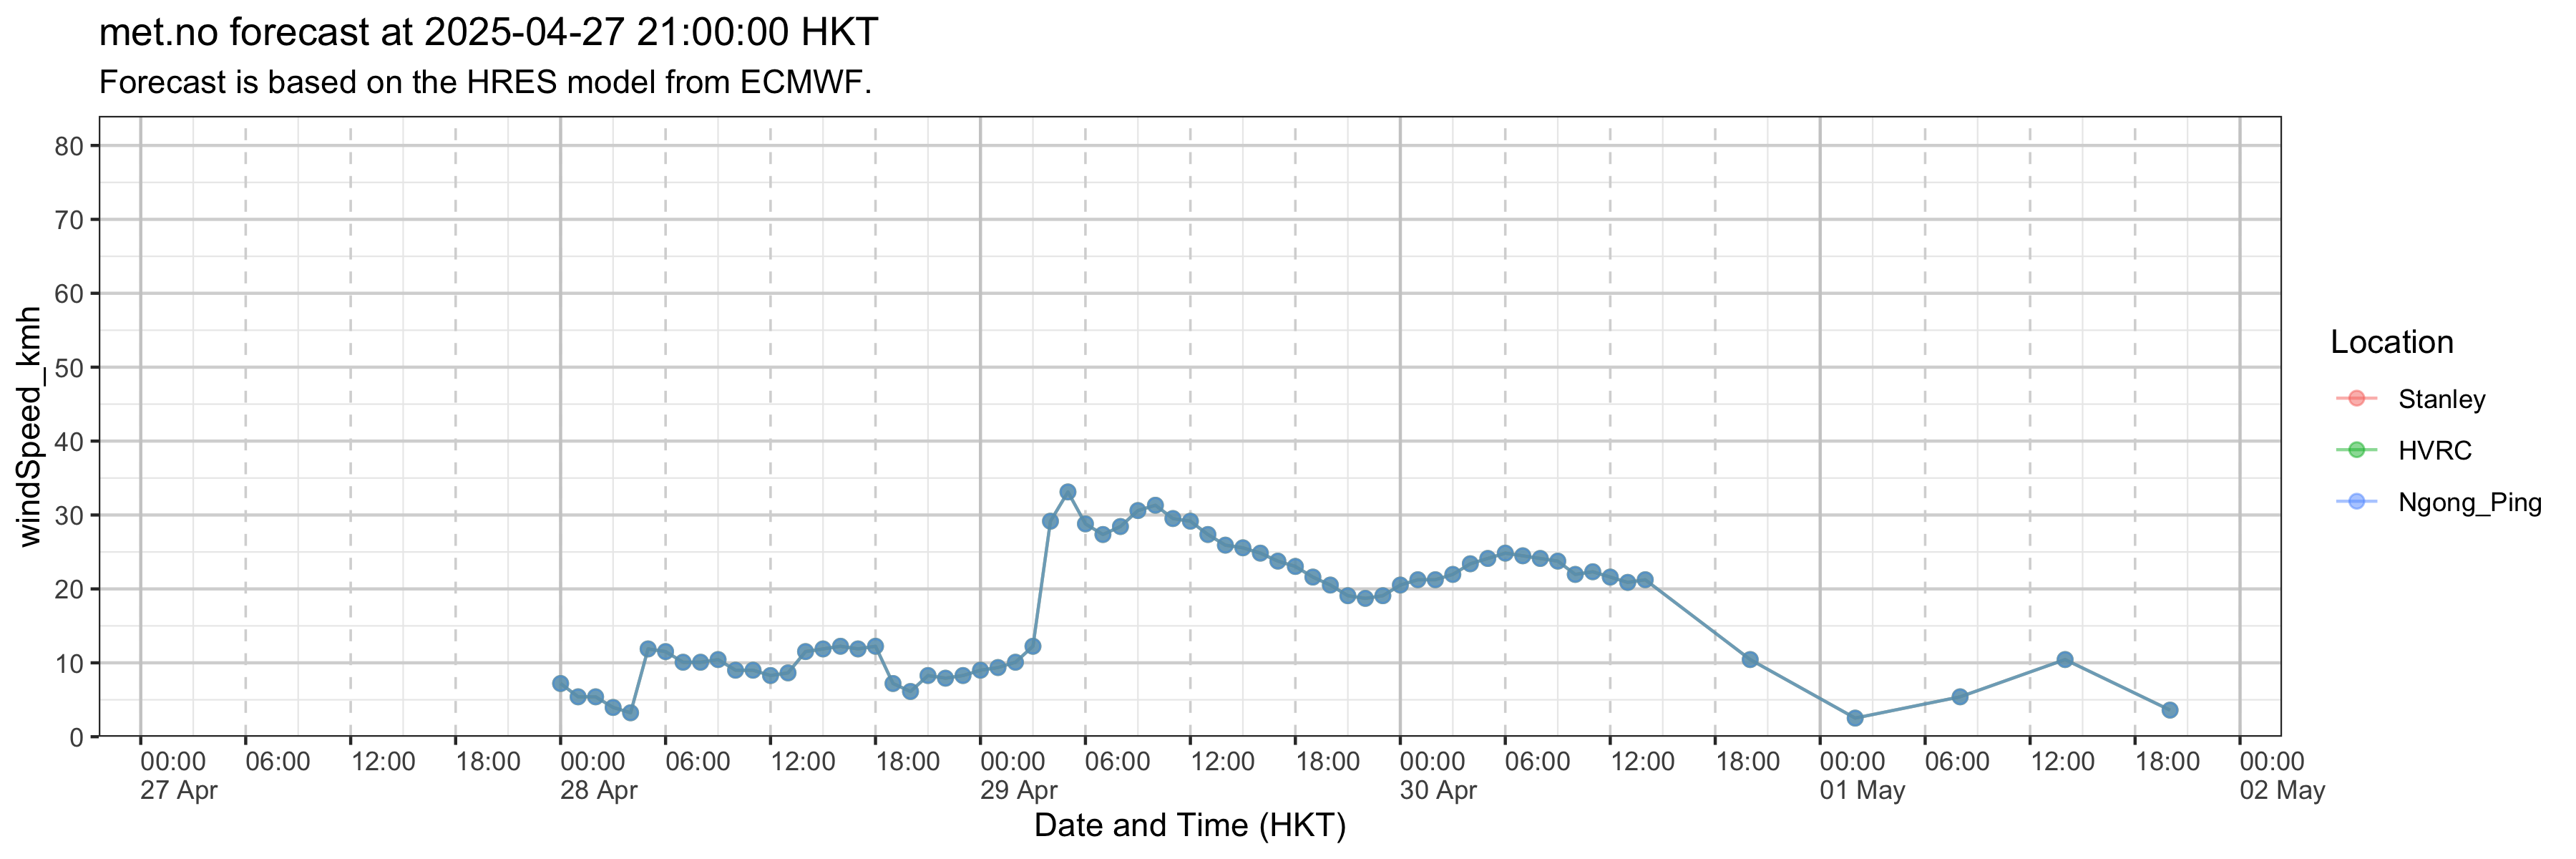 met.no forecast at 2025-04-27 21:00:00 HKT
Forecast is based on the HRES model from ECMWF.
windSpeed_kmh
80
70
60
50
40
30
20
10
0
00:00 06:00 12:00 18:00 00:00 06:00 12:00 18:00 00:00 06:00 12:00 18:00 00:00 06:00 12:00 18:00 00:00 06:00 12:00 18:00 00:00
27 Apr 28 Apr 29 Apr 30 Apr 01 May 02 May
Date and Time (HKT)
Location
Stanley
HVRC
Ngong_Ping